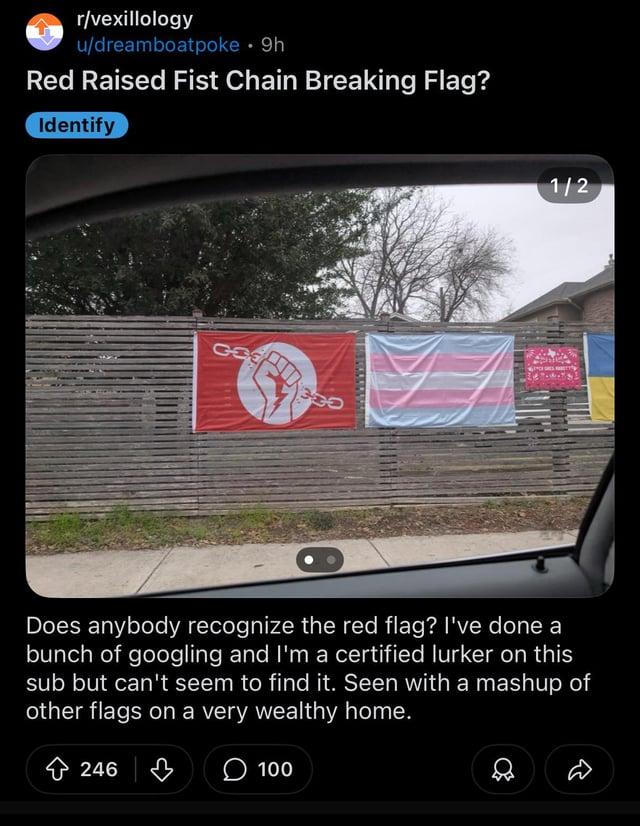 r/vexillology
u/dreamboatpoke • 9h
Red Raised Fist Chain Breaking Flag?
Identify
1/2
Does anybody recognize the red flag? I've done a
bunch of googling and I'm a certified lurker on this
sub but can't seem to find it. Seen with a mashup of
other flags on a very wealthy home.
246
100